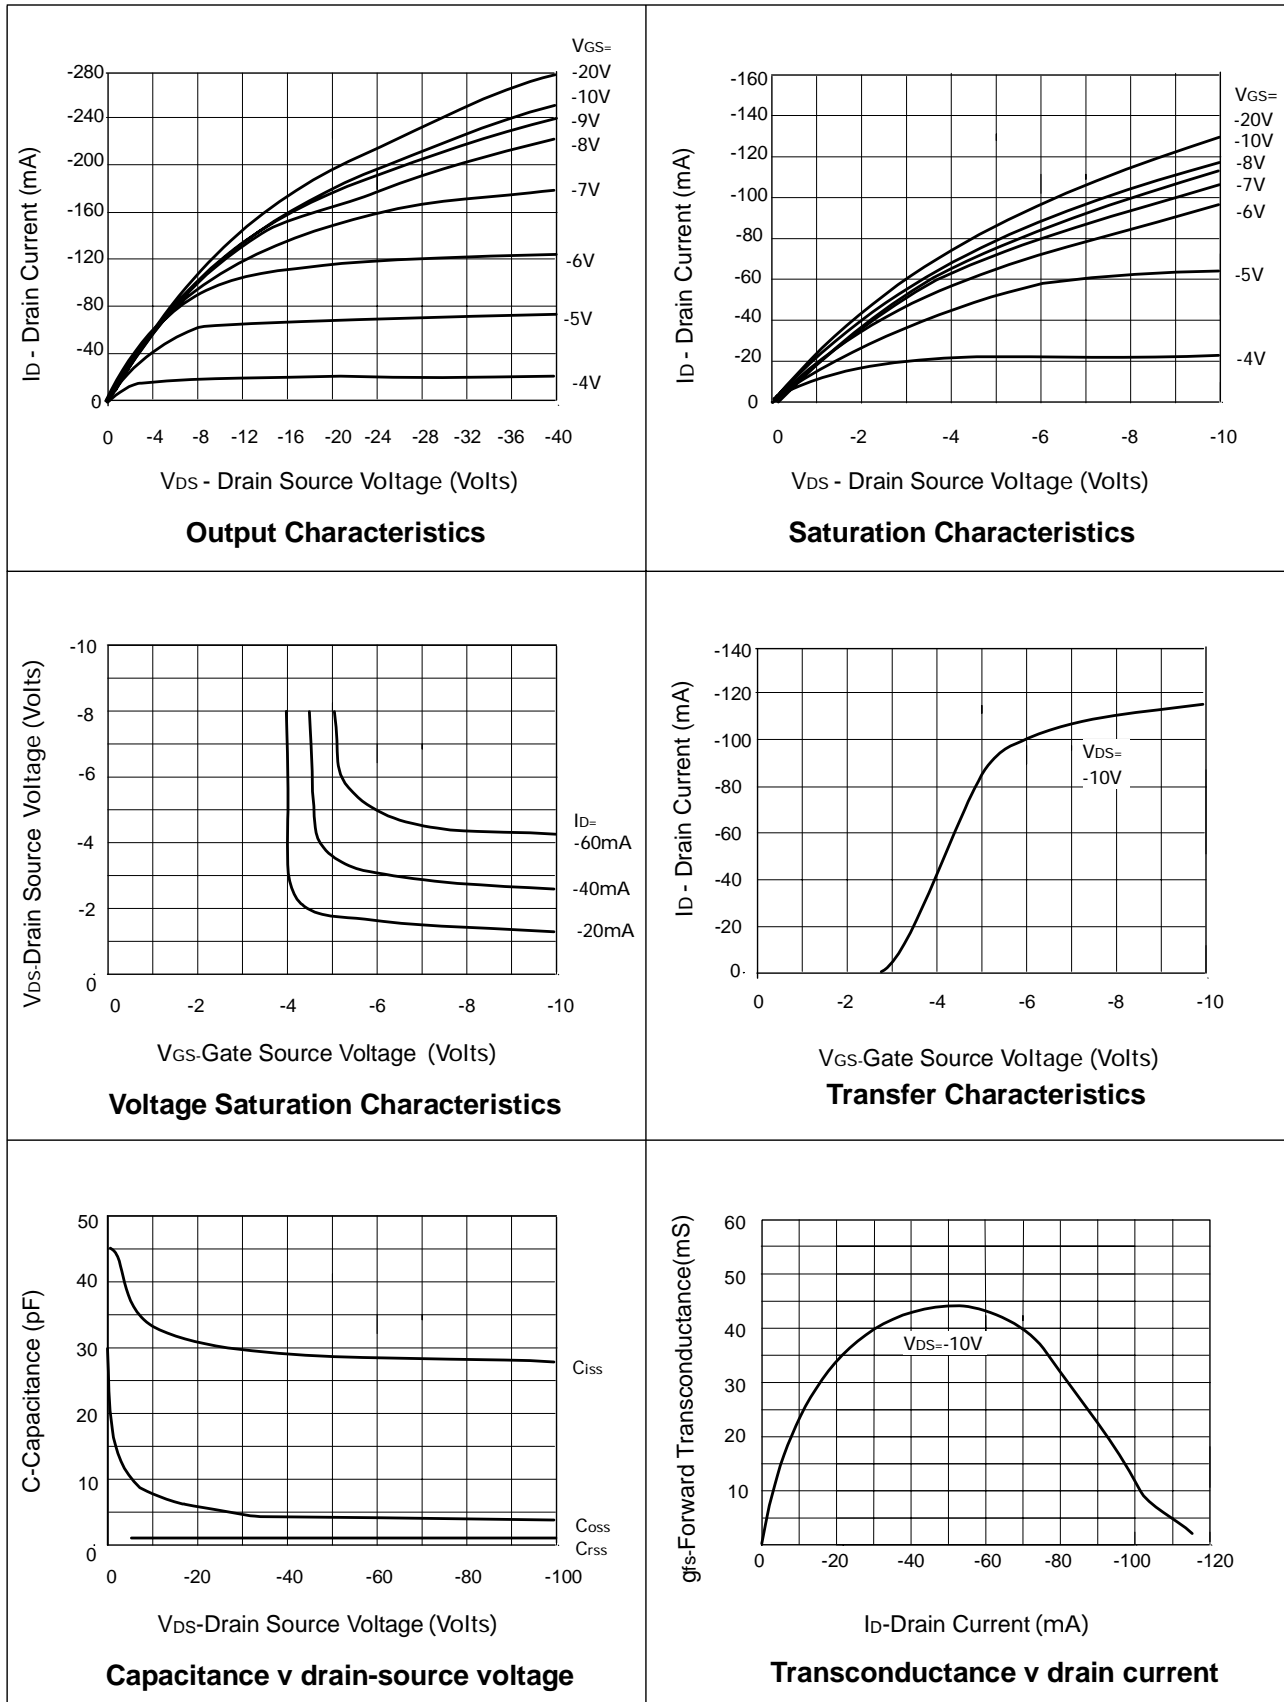 VGS=
-20V
-10V
-9V
-8V
-7V
-6V
-5V
-4V
-280
-240
-200
-160
-120
-80
-40
0
0 -4 -8 -12 -16 -20 -24 -28 -32 -36 -40
ID - Drain Current (mA)
VDS - Drain Source Voltage (Volts)
Output Characteristics
VGS=
-20V
-10V
-8V
-7V
-6V
-5V
-4V
-160
-140
-120
-100
-80
-60
-40
-20
0
0 -2 -4 -6 -8 -10
ID - Drain Current (mA)
VDS - Drain Source Voltage (Volts)
Saturation Characteristics
-10
-8
-6
-4
-2
0
0 -2 -4 -6 -8 -10
VDS-Drain Source Voltage (Volts)
ID=
-60mA
-40mA
-20mA
VGS-Gate Source Voltage (Volts)
Voltage Saturation Characteristics
-140
-120
-100
-80
-60
-40
-20
0
0 -2 -4 -6 -8 -10
ID - Drain Current (mA)
VDS=
-10V
VGS-Gate Source Voltage (Volts)
Transfer Characteristics
50
40
30
20
10
0
0 -20 -40 -60 -80 -100
C-Capacitance (pF)
Ciss
Coss
Crss
VDS-Drain Source Voltage (Volts)
Capacitance v drain-source voltage
60
50
40
30
20
10
0 -20 -40 -60 -80 -100 -120
gfs-Forward Transconductance(mS)
VDS=-10V
ID-Drain Current (mA)
Transconductance v drain current